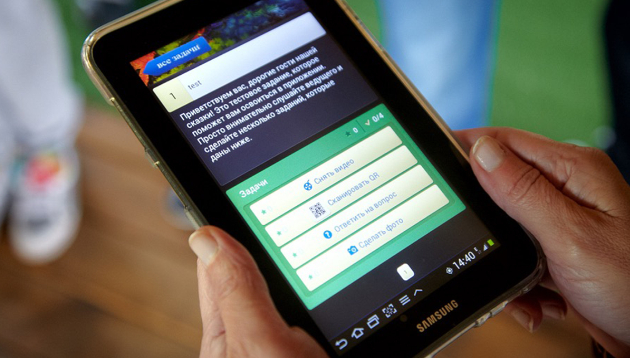 все задачи
1 test
Приветствуем вас, дорогие гости нашей
сказки! Это тестовое задание, которое
поможет вам освоиться в приложении.
Просто внимательно слушайте ведущего и
сделайте несколько заданий, которые
даны ниже.
Задачи 0 0/4
Снять видео
Сканировать QR
Ответить на вопрос
Сделать фото
1
14:40
SAMSUNG